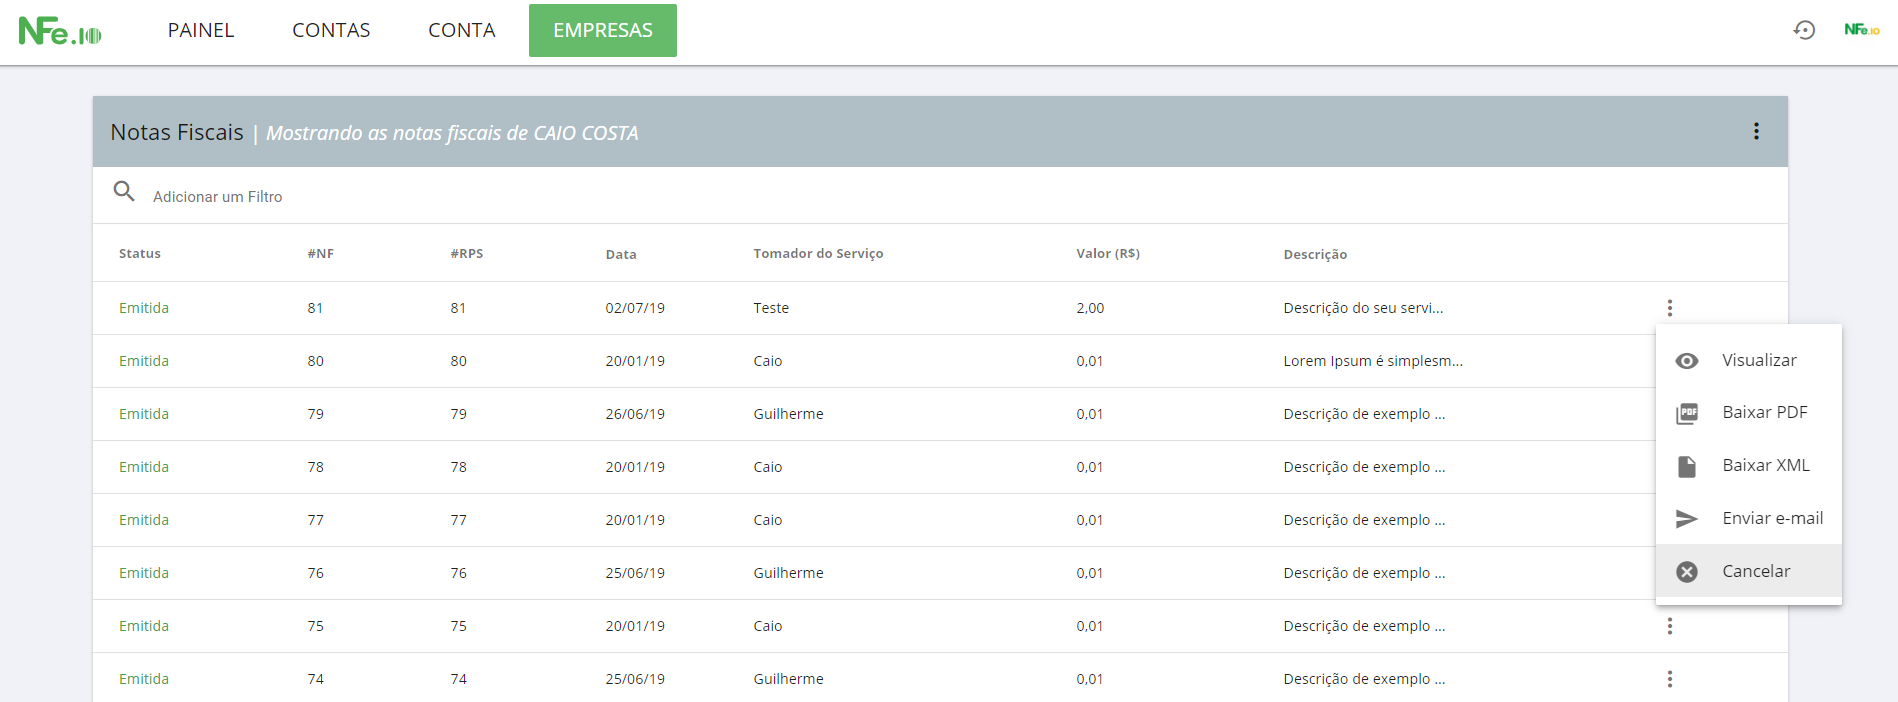 NFe.io PAINEL CONTAS CONTA EMPRESAS NFe.io
Notas Fiscais | Mostrando as notas fiscais de CAIO COSTA
Adicionar um Filtro
Status #NF #RPS Data Tomador do Serviço Valor (R$) Descrição
Emitida 81 81 02/07/19 Teste 2,00 Descrição do seu servi...
Emitida 80 80 20/01/19 Caio 0,01 Lorem Ipsum é simplesm...
Emitida 79 79 26/06/19 Guilherme 0,01 Descrição de exemplo ...
Emitida 78 78 20/01/19 Caio 0,01 Descrição de exemplo ...
Emitida 77 77 20/01/19 Caio 0,01 Descrição de exemplo ...
Emitida 76 76 25/06/19 Guilherme 0,01 Descrição de exemplo ...
Emitida 75 75 20/01/19 Caio 0,01 Descrição de exemplo ...
Emitida 74 74 25/06/19 Guilherme 0,01 Descrição de exemplo ...
Visualizar
PDF Baixar PDF
Baixar XML
Enviar e-mail
Cancelar